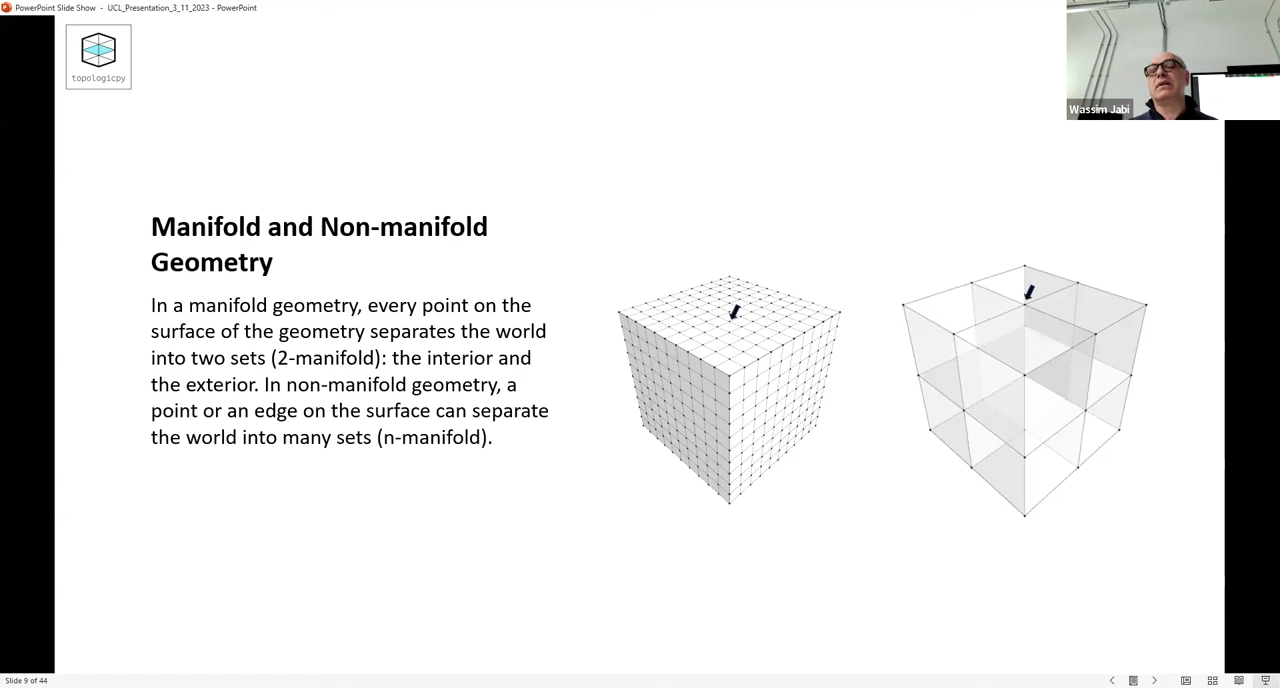 PowerPoint Slide Show - UCL_Presentation_3_11_2023 - PowerPoint
topologicpy
Wassim Jabi
Manifold and Non-manifold
Geometry
In a manifold geometry, every point on the
surface of the geometry separates the world
into two sets (2-manifold): the interior and
the exterior. In non-manifold geometry, a
point or an edge on the surface can separate
the world into many sets (n-manifold).
Slide 9 of 44